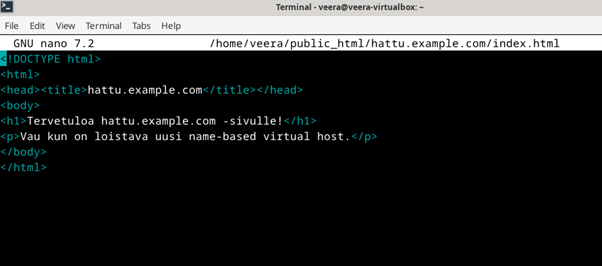 Terminal - veera@veera-virtualbox: ~
File Edit View Terminal Tabs Help
GNU nano 7.2 /home/veera/public_html/hattu.example.com/index.html
<!DOCTYPE html>
<html>
<head><title>hattu.example.com</title></head>
<body>
<h1>Tervetuloa hattu.example.com -sivulle!</h1>
<p>Vau kun on loistava uusi name-based virtual host.</p>
</body>
</html>